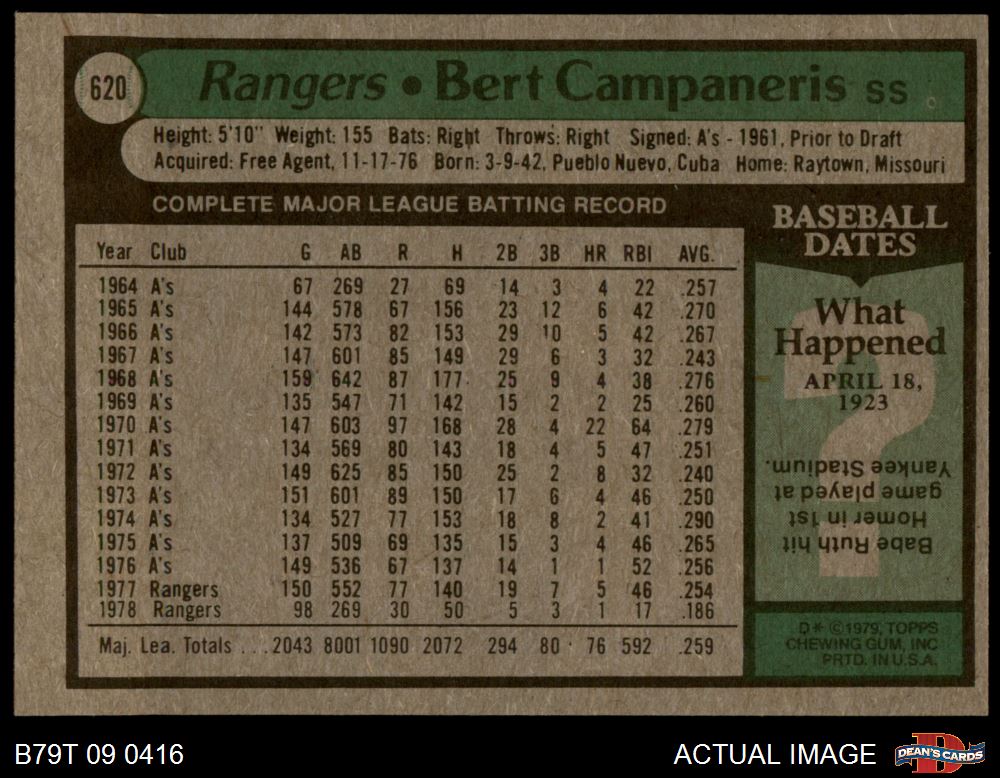 620
Rangers • Bert Campaneris SS
Height: 5'10" Weight: 155 Bats: Right Throws: Right Signed: A's - 1961, Prior to Draft
Acquired: Free Agent, 11-17-76 Born: 3-9-42, Pueblo Nuevo, Cuba Home: Raytown, Missouri
COMPLETE MAJOR LEAGUE BATTING RECORD
Year Club G AB R H 2B 3B HR RBI AVG.
1964 A's 67 269 27 69 14 3 4 22 .257
1965 A's 144 578 67 156 23 12 6 42 .270
1966 A's 142 573 82 153 29 10 5 42 .267
1967 A's 147 601 85 149 29 6 3 32 .243
1968 A's 159 642 87 177 25 9 4 38 .276
1969 A's 135 547 71 142 15 2 2 25 .260
1970 A's 147 603 97 168 28 4 22 64 .279
1971 A's 134 569 80 143 18 4 5 47 .251
1972 A's 149 625 85 150 25 2 8 32 .240
1973 A's 151 601 89 150 17 6 4 46 .250
1974 A's 134 527 77 153 18 8 2 41 .290
1975 A's 137 509 69 135 15 3 4 46 .265
1976 A's 149 536 67 137 14 1 1 52 .256
1977 Rangers 150 552 77 140 19 7 5 46 .254
1978 Rangers 98 269 30 50 5 3 1 17 .186
Maj. Lea. Totals ... 2043 8001 1090 2072 294 80 76 592 .259
BASEBALL
DATES
What
Happened
APRIL 18,
1923
Babe Ruth hit
Homer in 1st
game played at
Yankee Stadium.
D* ©1979, TOPPS
CHEWING GUM, INC
PRTD. IN U.S.A.
B79T 09 0416
ACTUAL IMAGE
DEAN'S CARDS